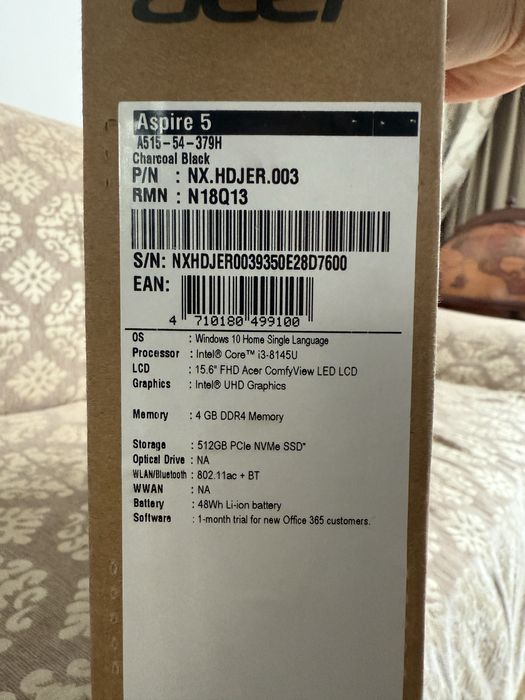 acer
Aspire 5
A515-54-379H
Charcoal Black
P/N : NX.HDJER.003
RMN : N18Q13
S/N: NXHDJER0039350E28D7600
EAN:
4 710180 499100
OS : Windows 10 Home Single Language
Processor : Intel® Core™ i3-8145U
LCD : 15.6" FHD Acer ComfyView LED LCD
Graphics : Intel® UHD Graphics
Memory : 4 GB DDR4 Memory
Storage : 512GB PCIe NVMe SSD*
Optical Drive : NA
WLAN/Bluetooth : 802.11ac + BT
WWAN : NA
Battery : 48Wh Li-ion battery
Software : 1-month trial for new Office 365 customers.